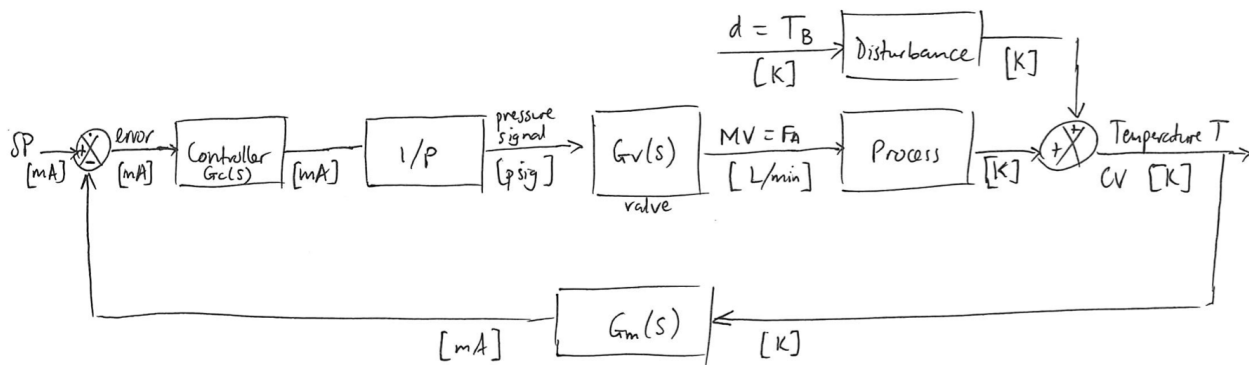 d = T_B
[K]
Disturbance
[K]
SP
[mA]
+
-
error
[mA]
Controller
Gc(s)
[mA]
I/P
pressure
signal
[psig]
Gv(s)
valve
MV = FA
[L/min]
Process
[K]
+
+
Temperature T
CV [K]
Gm(s)
[mA]
[K]